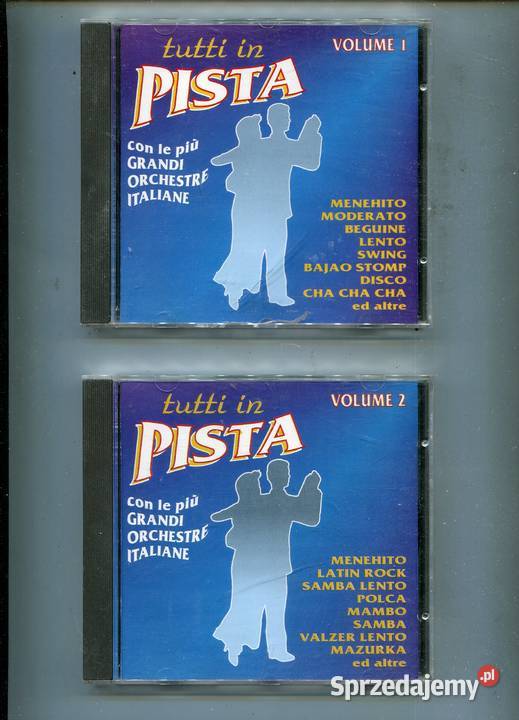 tutti in
PISTA
VOLUME 1
con le più
GRANDI
ORCHESTRE
ITALIANE
MENEHITO
MODERATO
BEGUINE
LENTO
SWING
BAJAO STOMP
DISCO
CHA CHA CHA
ed altre
tutti in
PISTA
VOLUME 2
con le più
GRANDI
ORCHESTRE
ITALIANE
MENEHITO
LATIN ROCK
SAMBA LENTO
POLCA
MAMBO
SAMBA
VALZER LENTO
MAZURKA
ed altre
Sprzedajemy.pl